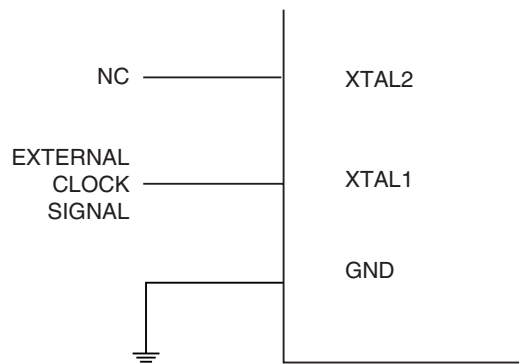 NC
XTAL2
EXTERNAL
CLOCK
SIGNAL
XTAL1
GND